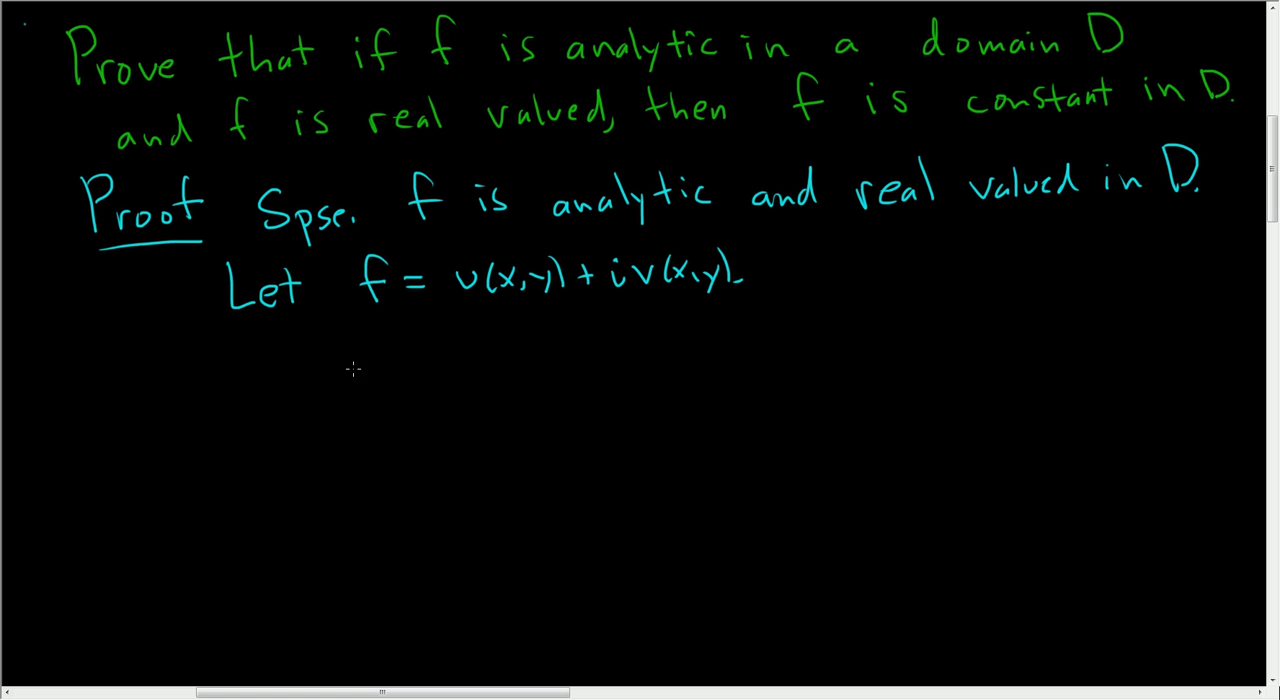 Prove that if f is analytic in a domain D
and f is real valued, then f is constant in D.
Proof Spse. f is analytic and real valued in D.
Let f = u(x,y) + iv(x,y).